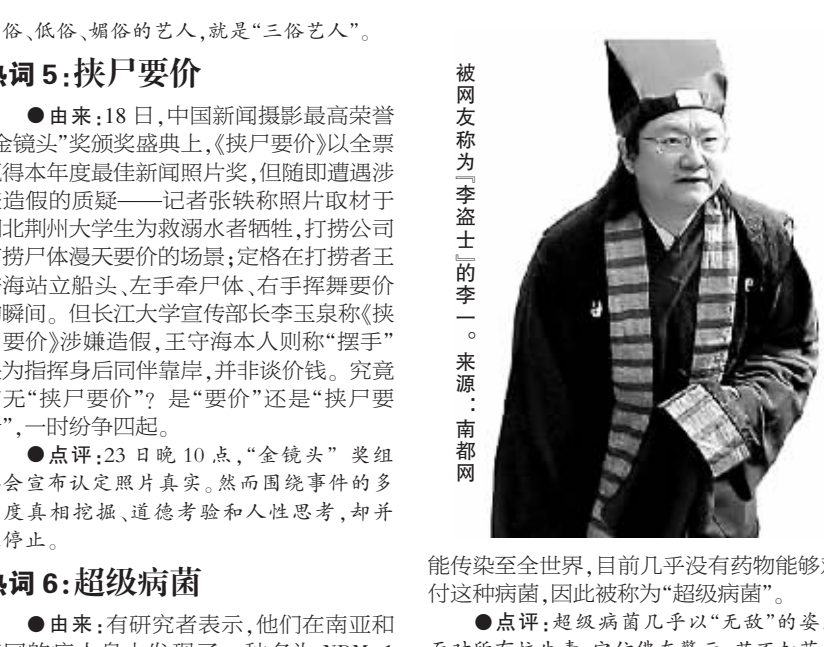 俗、低俗、媚俗的艺人,就是“三俗艺人”。
词 5:挟尸要价
●由来:18 日,中国新闻摄影最高荣誉
金镜头”奖颁奖盛典上,《挟尸要价》以全票
得本年度最佳新闻照片奖,但随即遭遇涉
造假的质疑——记者张轶称照片取材于
北荆州大学生为救溺水者牺牲,打捞公司
捞尸体漫天要价的场景;定格在打捞者王
海站立船头、左手牵尸体、右手挥舞要价
瞬间。但长江大学宣传部长李玉泉称《挟
要价》涉嫌造假,王守海本人则称“摆手”
为指挥身后同伴靠岸,并非谈价钱。究竟
无“挟尸要价”? 是“要价”还是“挟尸要
”,一时纷争四起。
●点评:23 日晚 10 点,“金镜头” 奖组
会宣布认定照片真实。然而围绕事件的多
度真相挖掘、道德考验和人性思考,却并
停止。
词 6:超级病菌
●由来:有研究者表示,他们在南亚和
被网友称为『李盗士』的李一。来源:南都网
能传染至全世界,目前几乎没有药物能够
付这种病菌,因此被称为“超级病菌”。
●点评:超级病菌几乎以“无敌”的姿